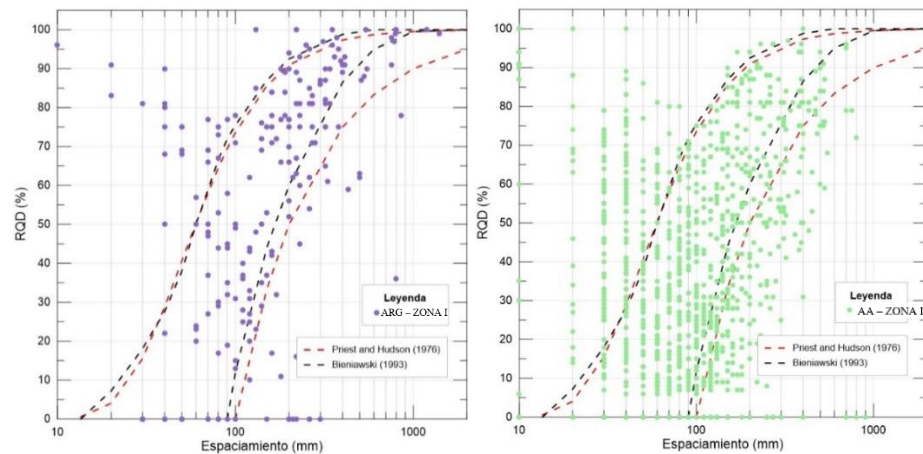 100
90
80
70
60
50
40
30
20
10
0
RQD (%)
10
100
1000
Espaciamiento (mm)
Leyenda
ARG – ZONA I
Priest and Hudson (1976)
Bieniawski (1993)
100
90
80
70
60
50
40
30
20
10
0
RQD (%)
10
100
1000
Espaciamiento (mm)
Leyenda
AA – ZONA I
Priest and Hudson (1976)
Bieniawski (1993)